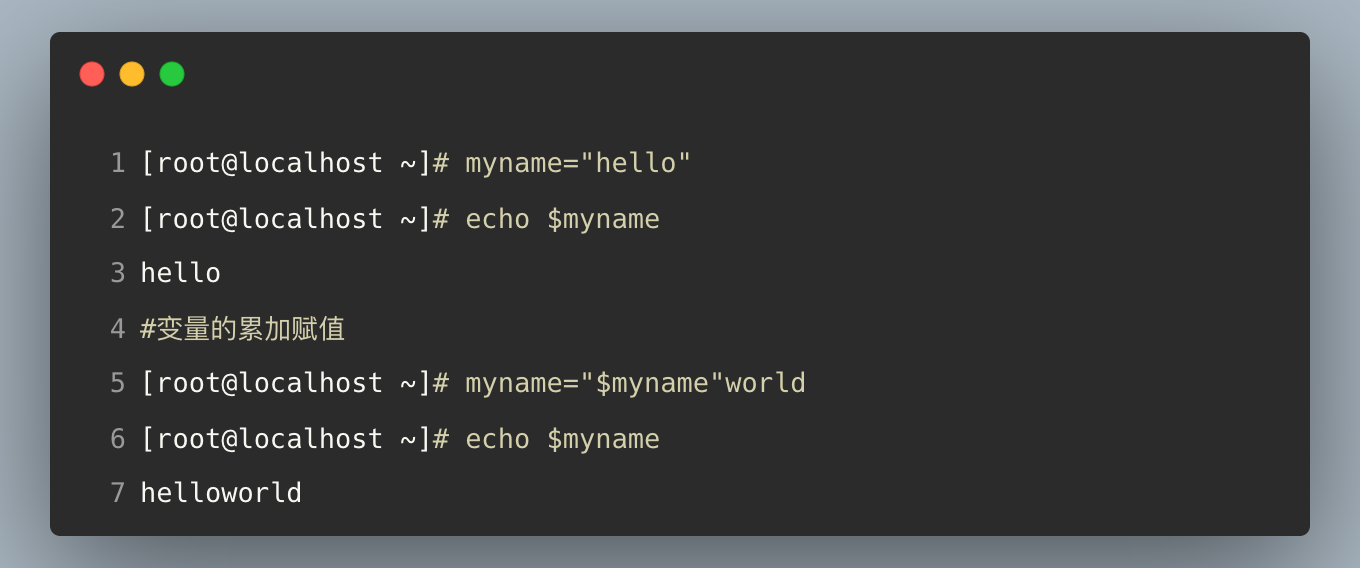 1 [root@localhost ~]# myname="hello"
2 [root@localhost ~]# echo $myname
3 hello
4 #变量的累加赋值
5 [root@localhost ~]# myname="$myname"world
6 [root@localhost ~]# echo $myname
7 helloworld